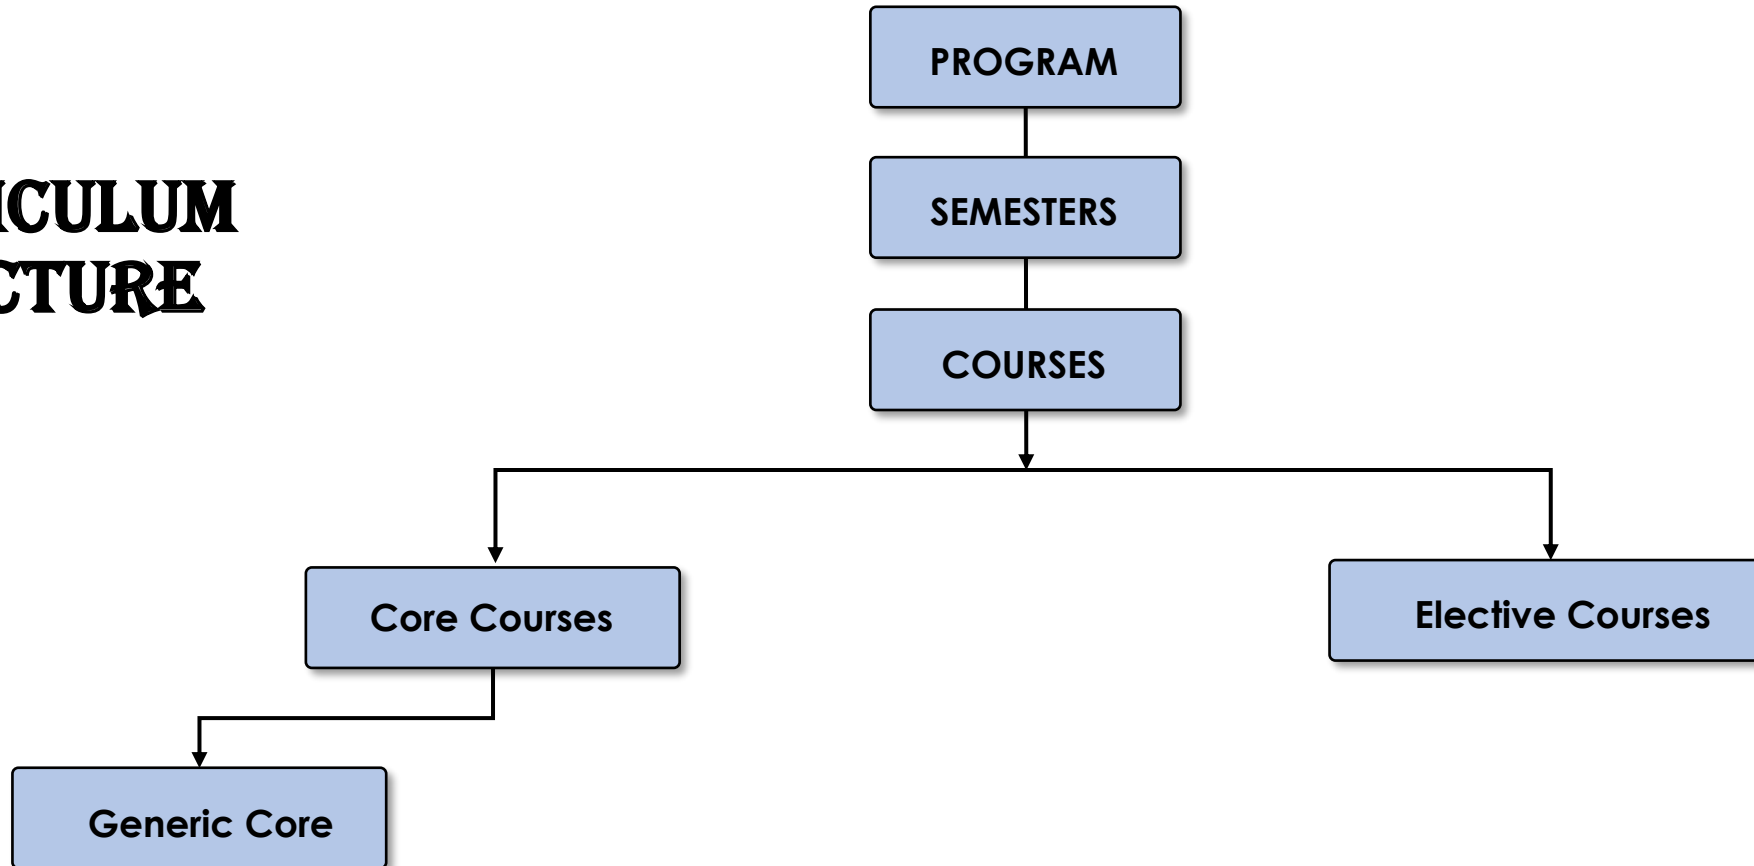 PROGRAM
SEMESTERS
ICULUM
CTURE
COURSES
Core Courses
Elective Courses
Generic Core